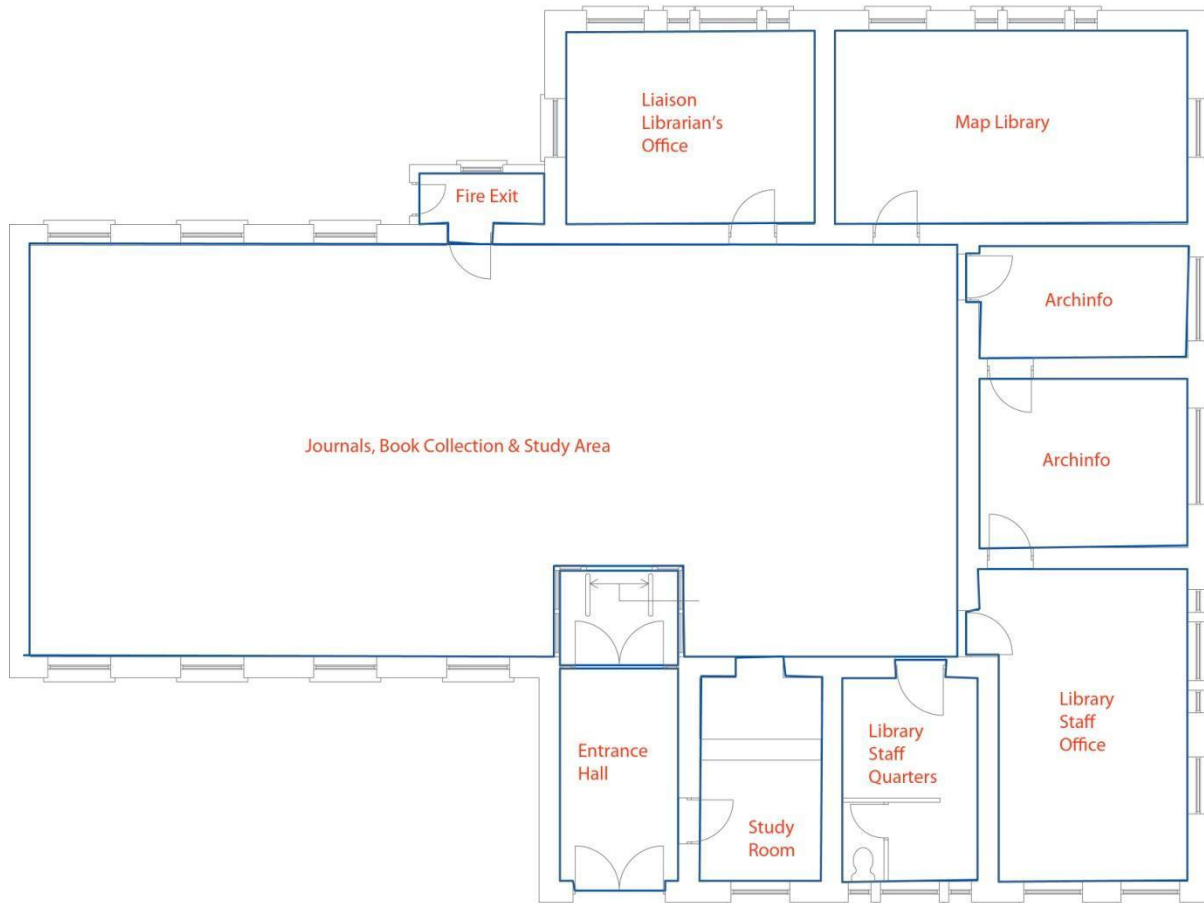 Liaison
Librarian's
Office
Map Library
Fire Exit
Archinfo
Journals, Book Collection & Study Area
Archinfo
Entrance
Hall
Study
Room
Library
Staff
Quarters
Library
Staff
Office